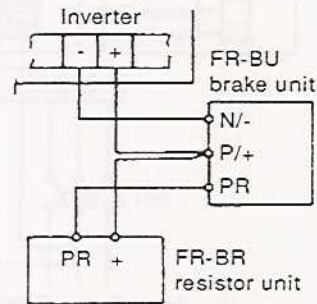 Inverter
- +
FR-BU
brake unit
N/-
P/+
PR
PR +
FR-BR
resistor unit